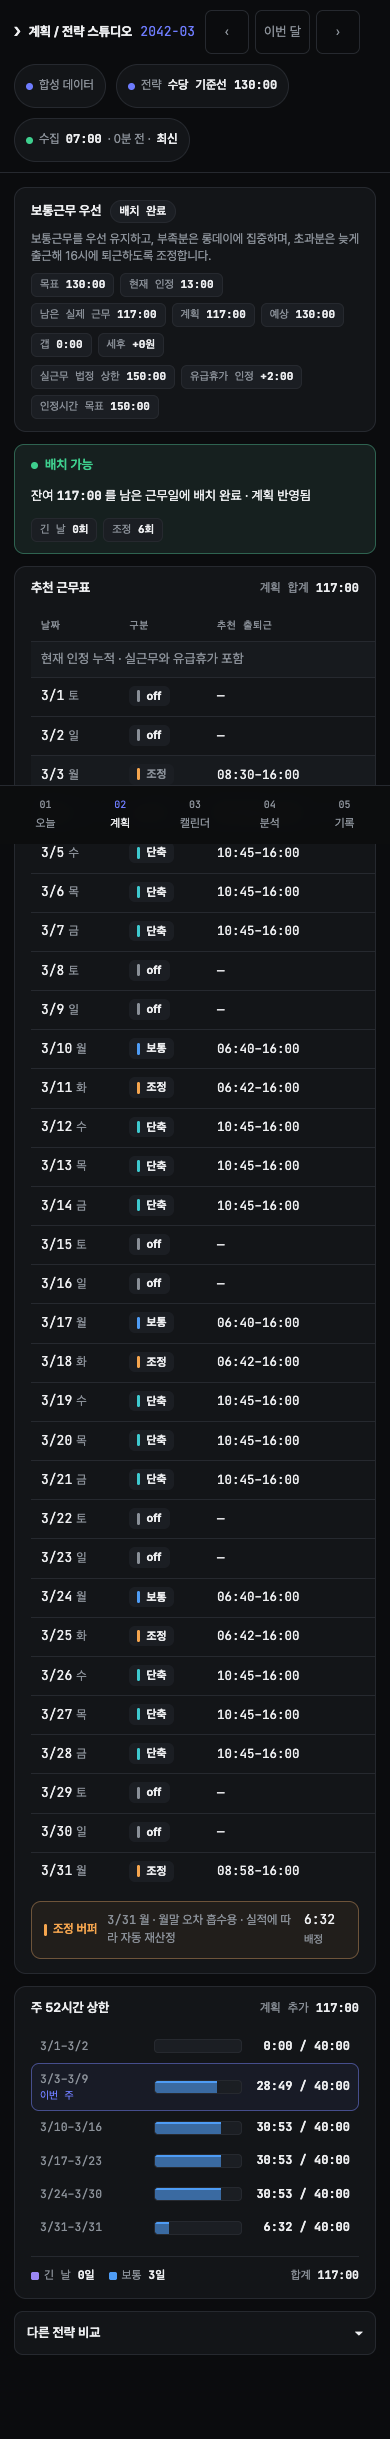 ❯ 계획 / 전략 스튜디오 2042-03 ‹ 이번 달 ›
합성 데이터 전략 수당 기준선 130:00
수집 07:00 · 0분 전 · 최신
보통근무 우선 배치 완료
보통근무를 우선 유지하고, 부족분은 롱데이에 집중하며, 초과분은 늦게
출근해 16시에 퇴근하도록 조정합니다.
목표 130:00 현재 인정 13:00
남은 실제 근무 117:00 계획 117:00 예상 130:00
갭 0:00 세후 +0원
실근무 법정 상한 150:00 유급휴가 인정 +2:00
인정시간 목표 150:00
배치 가능
잔여 117:00 를 남은 근무일에 배치 완료 · 계획 반영됨
긴 날 0회 조정 6회
추천 근무표 계획 합계 117:00
날짜 구분 추천 출퇴근
현재 인정 누적 · 실근무와 유급휴가 포함
3/1 토 off —
3/2 일 off —
3/3 월 조정 08:30–16:00
01 02 03 04 05
오늘 계획 캘린더 분석 기록
3/5 수 단축 10:45–16:00
3/6 목 단축 10:45–16:00
3/7 금 단축 10:45–16:00
3/8 토 off —
3/9 일 off —
3/10 월 보통 06:40–16:00
3/11 화 조정 06:42–16:00
3/12 수 단축 10:45–16:00
3/13 목 단축 10:45–16:00
3/14 금 단축 10:45–16:00
3/15 토 off —
3/16 일 off —
3/17 월 보통 06:40–16:00
3/18 화 조정 06:42–16:00
3/19 수 단축 10:45–16:00
3/20 목 단축 10:45–16:00
3/21 금 단축 10:45–16:00
3/22 토 off —
3/23 일 off —
3/24 월 보통 06:40–16:00
3/25 화 조정 06:42–16:00
3/26 수 단축 10:45–16:00
3/27 목 단축 10:45–16:00
3/28 금 단축 10:45–16:00
3/29 토 off —
3/30 일 off —
3/31 월 조정 08:58–16:00
조정 버퍼 3/31 월 · 월말 오차 흡수용 · 실적에 따 6:32
라 자동 재산정 배정
주 52시간 상한 계획 추가 117:00
3/1–3/2 0:00 / 40:00
3/3–3/9 28:49 / 40:00
이번 주
3/10–3/16 30:53 / 40:00
3/17–3/23 30:53 / 40:00
3/24–3/30 30:53 / 40:00
3/31–3/31 6:32 / 40:00
긴 날 0일 보통 3일 합계 117:00
다른 전략 비교